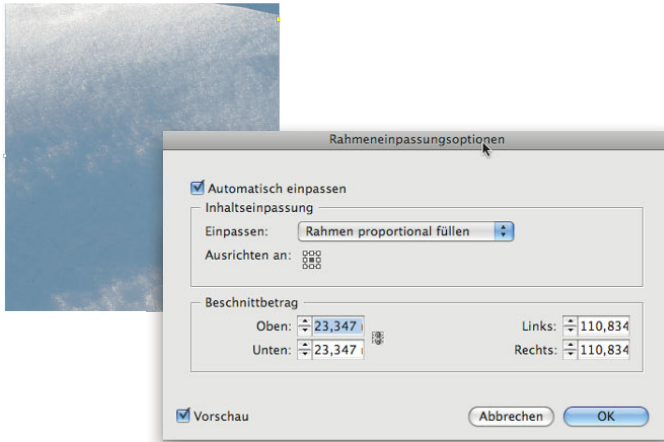 Rahmeneinpassungsoptionen
Automatisch einpassen
Inhaltseinpassung
Einpassen: Rahmen proportional füllen
Ausrichten an:
Beschnittbetrag
Oben: 23,347 Links: 110,834
Unten: 23,347 Rechts: 110,834
Vorschau Abbrechen OK